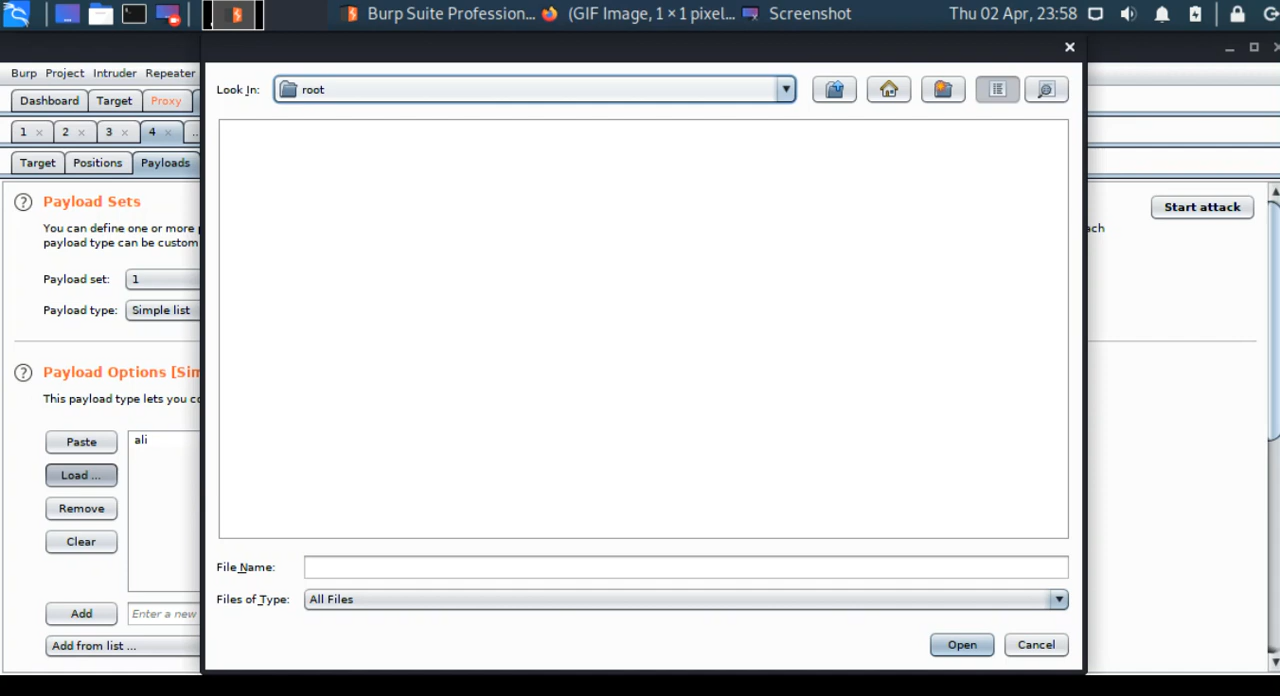 Burp Suite Profession... (GIF Image, 1 × 1 pixel... Screenshot Thu 02 Apr, 23:58
Burp Project Intruder Repeater
Dashboard Target Proxy
1 × 2 × 3 × 4 × ...
Target Positions Payloads
Look In: root
? Payload Sets
Start attack
You can define one or more
payload type can be custom
ach
Payload set: 1
Payload type: Simple list
? Payload Options [Sim
This payload type lets you co
Paste
ali
Load ...
Remove
Clear
Add
Enter a new
Add from list ...
File Name:
Files of Type: All Files
Open Cancel